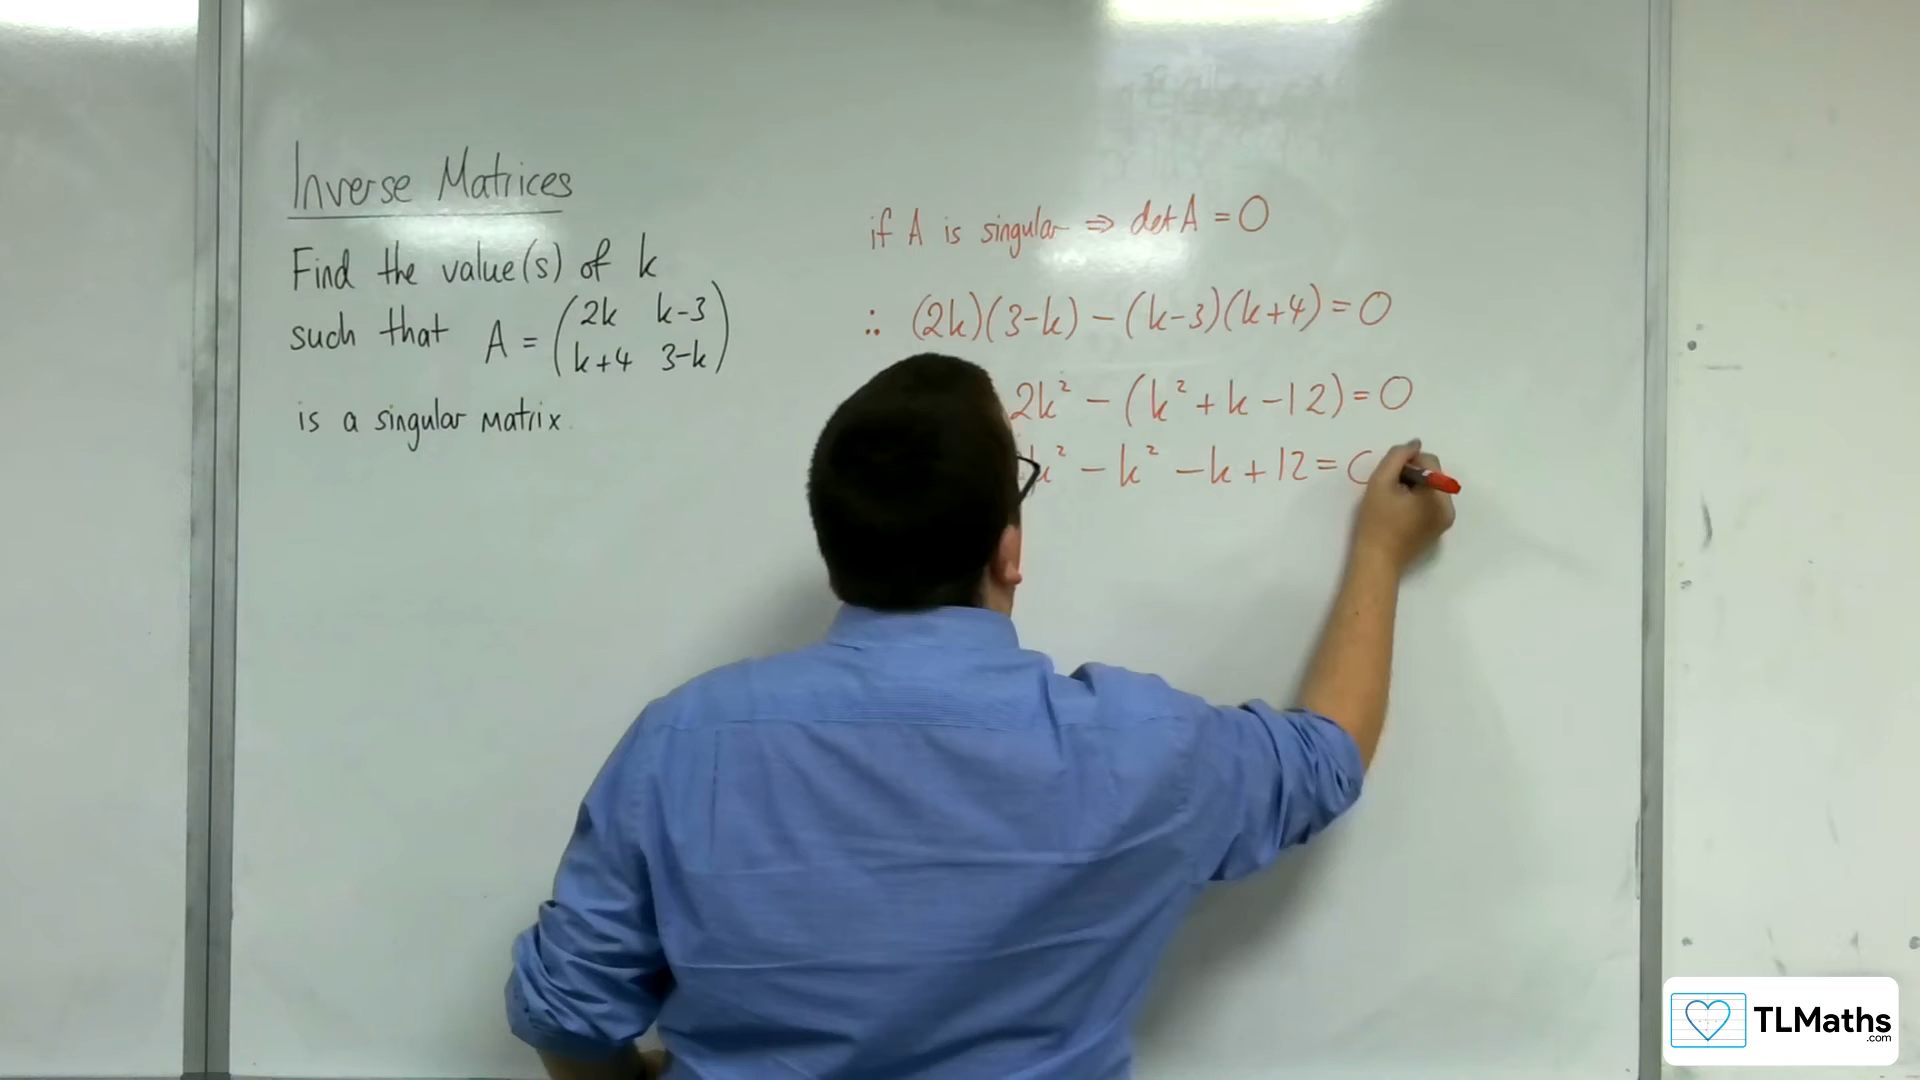 Inverse Matrices
Find the value(s) of k
such that A = (2k k-3
k+4 3-k)
is a singular matrix.
if A is singular ⇒ det A = 0
∴ (2k)(3-k) - (k-3)(k+4) = 0
2k² - (k² + k - 12) = 0
k² - k² - k + 12 =
TLMaths
.com